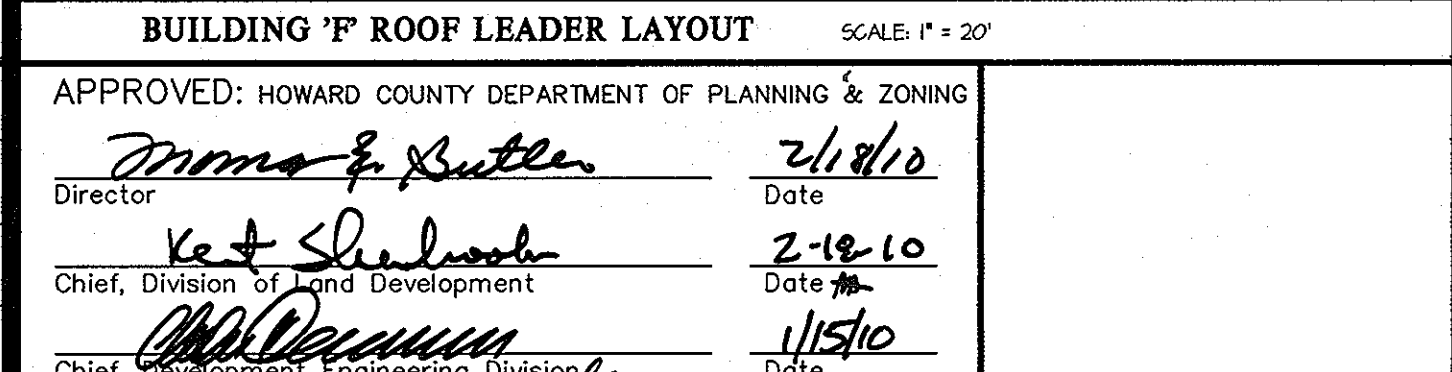 BUILDING 'F' ROOF LEADER LAYOUT SCALE: 1" = 20'
APPROVED: HOWARD COUNTY DEPARTMENT OF PLANNING & ZONING
2/18/10
Director Date
Kent 2-18-10
Chief, Division of Land Development Date
1/15/10
Chief, Development Engineering Division Date